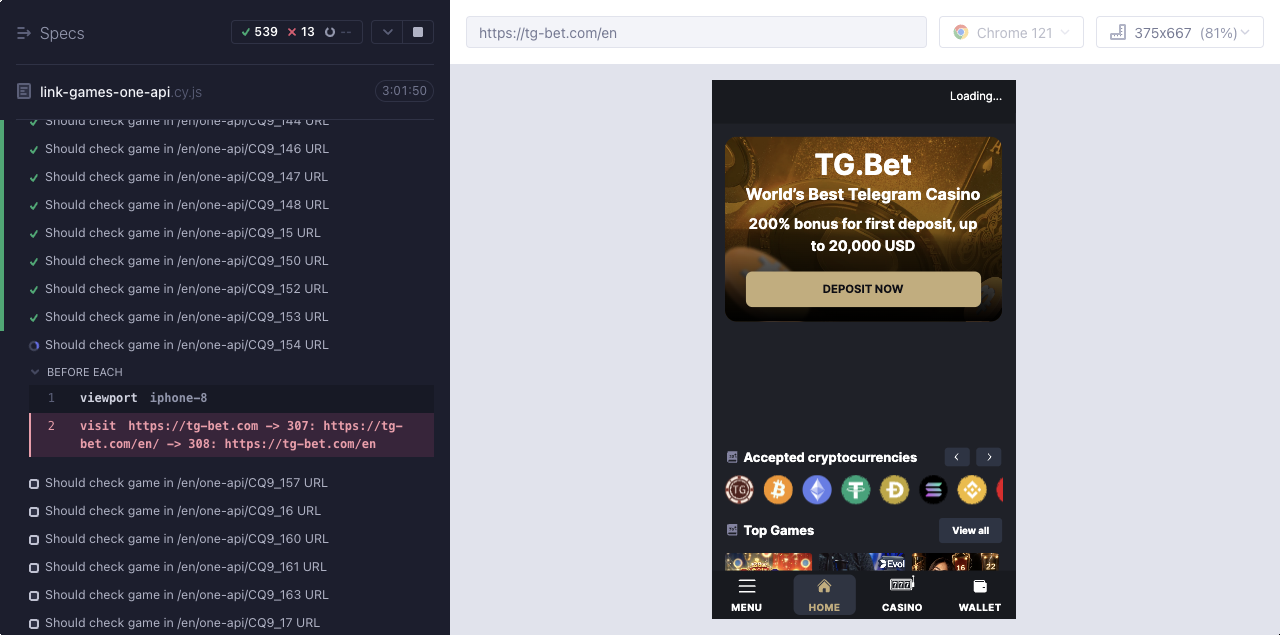 Specs
539 13 --
link-games-one-api.cy.js
3:01:50
Should check game in /en/one-api/CQ9_144 URL
Should check game in /en/one-api/CQ9_146 URL
Should check game in /en/one-api/CQ9_147 URL
Should check game in /en/one-api/CQ9_148 URL
Should check game in /en/one-api/CQ9_15 URL
Should check game in /en/one-api/CQ9_150 URL
Should check game in /en/one-api/CQ9_152 URL
Should check game in /en/one-api/CQ9_153 URL
Should check game in /en/one-api/CQ9_154 URL
BEFORE EACH
1 viewport iphone-8
2 visit https://tg-bet.com -> 307: https://tg-
bet.com/en/ -> 308: https://tg-bet.com/en
Should check game in /en/one-api/CQ9_157 URL
Should check game in /en/one-api/CQ9_16 URL
Should check game in /en/one-api/CQ9_160 URL
Should check game in /en/one-api/CQ9_161 URL
Should check game in /en/one-api/CQ9_163 URL
Should check game in /en/one-api/CQ9_17 URL
https://tg-bet.com/en
Chrome 121
375x667 (81%)
Loading...
TG.Bet
World's Best Telegram Casino
200% bonus for first deposit, up
to 20,000 USD
DEPOSIT NOW
Accepted cryptocurrencies
TG
Top Games
View all
Evol
16 22
777
MENU HOME CASINO WALLET